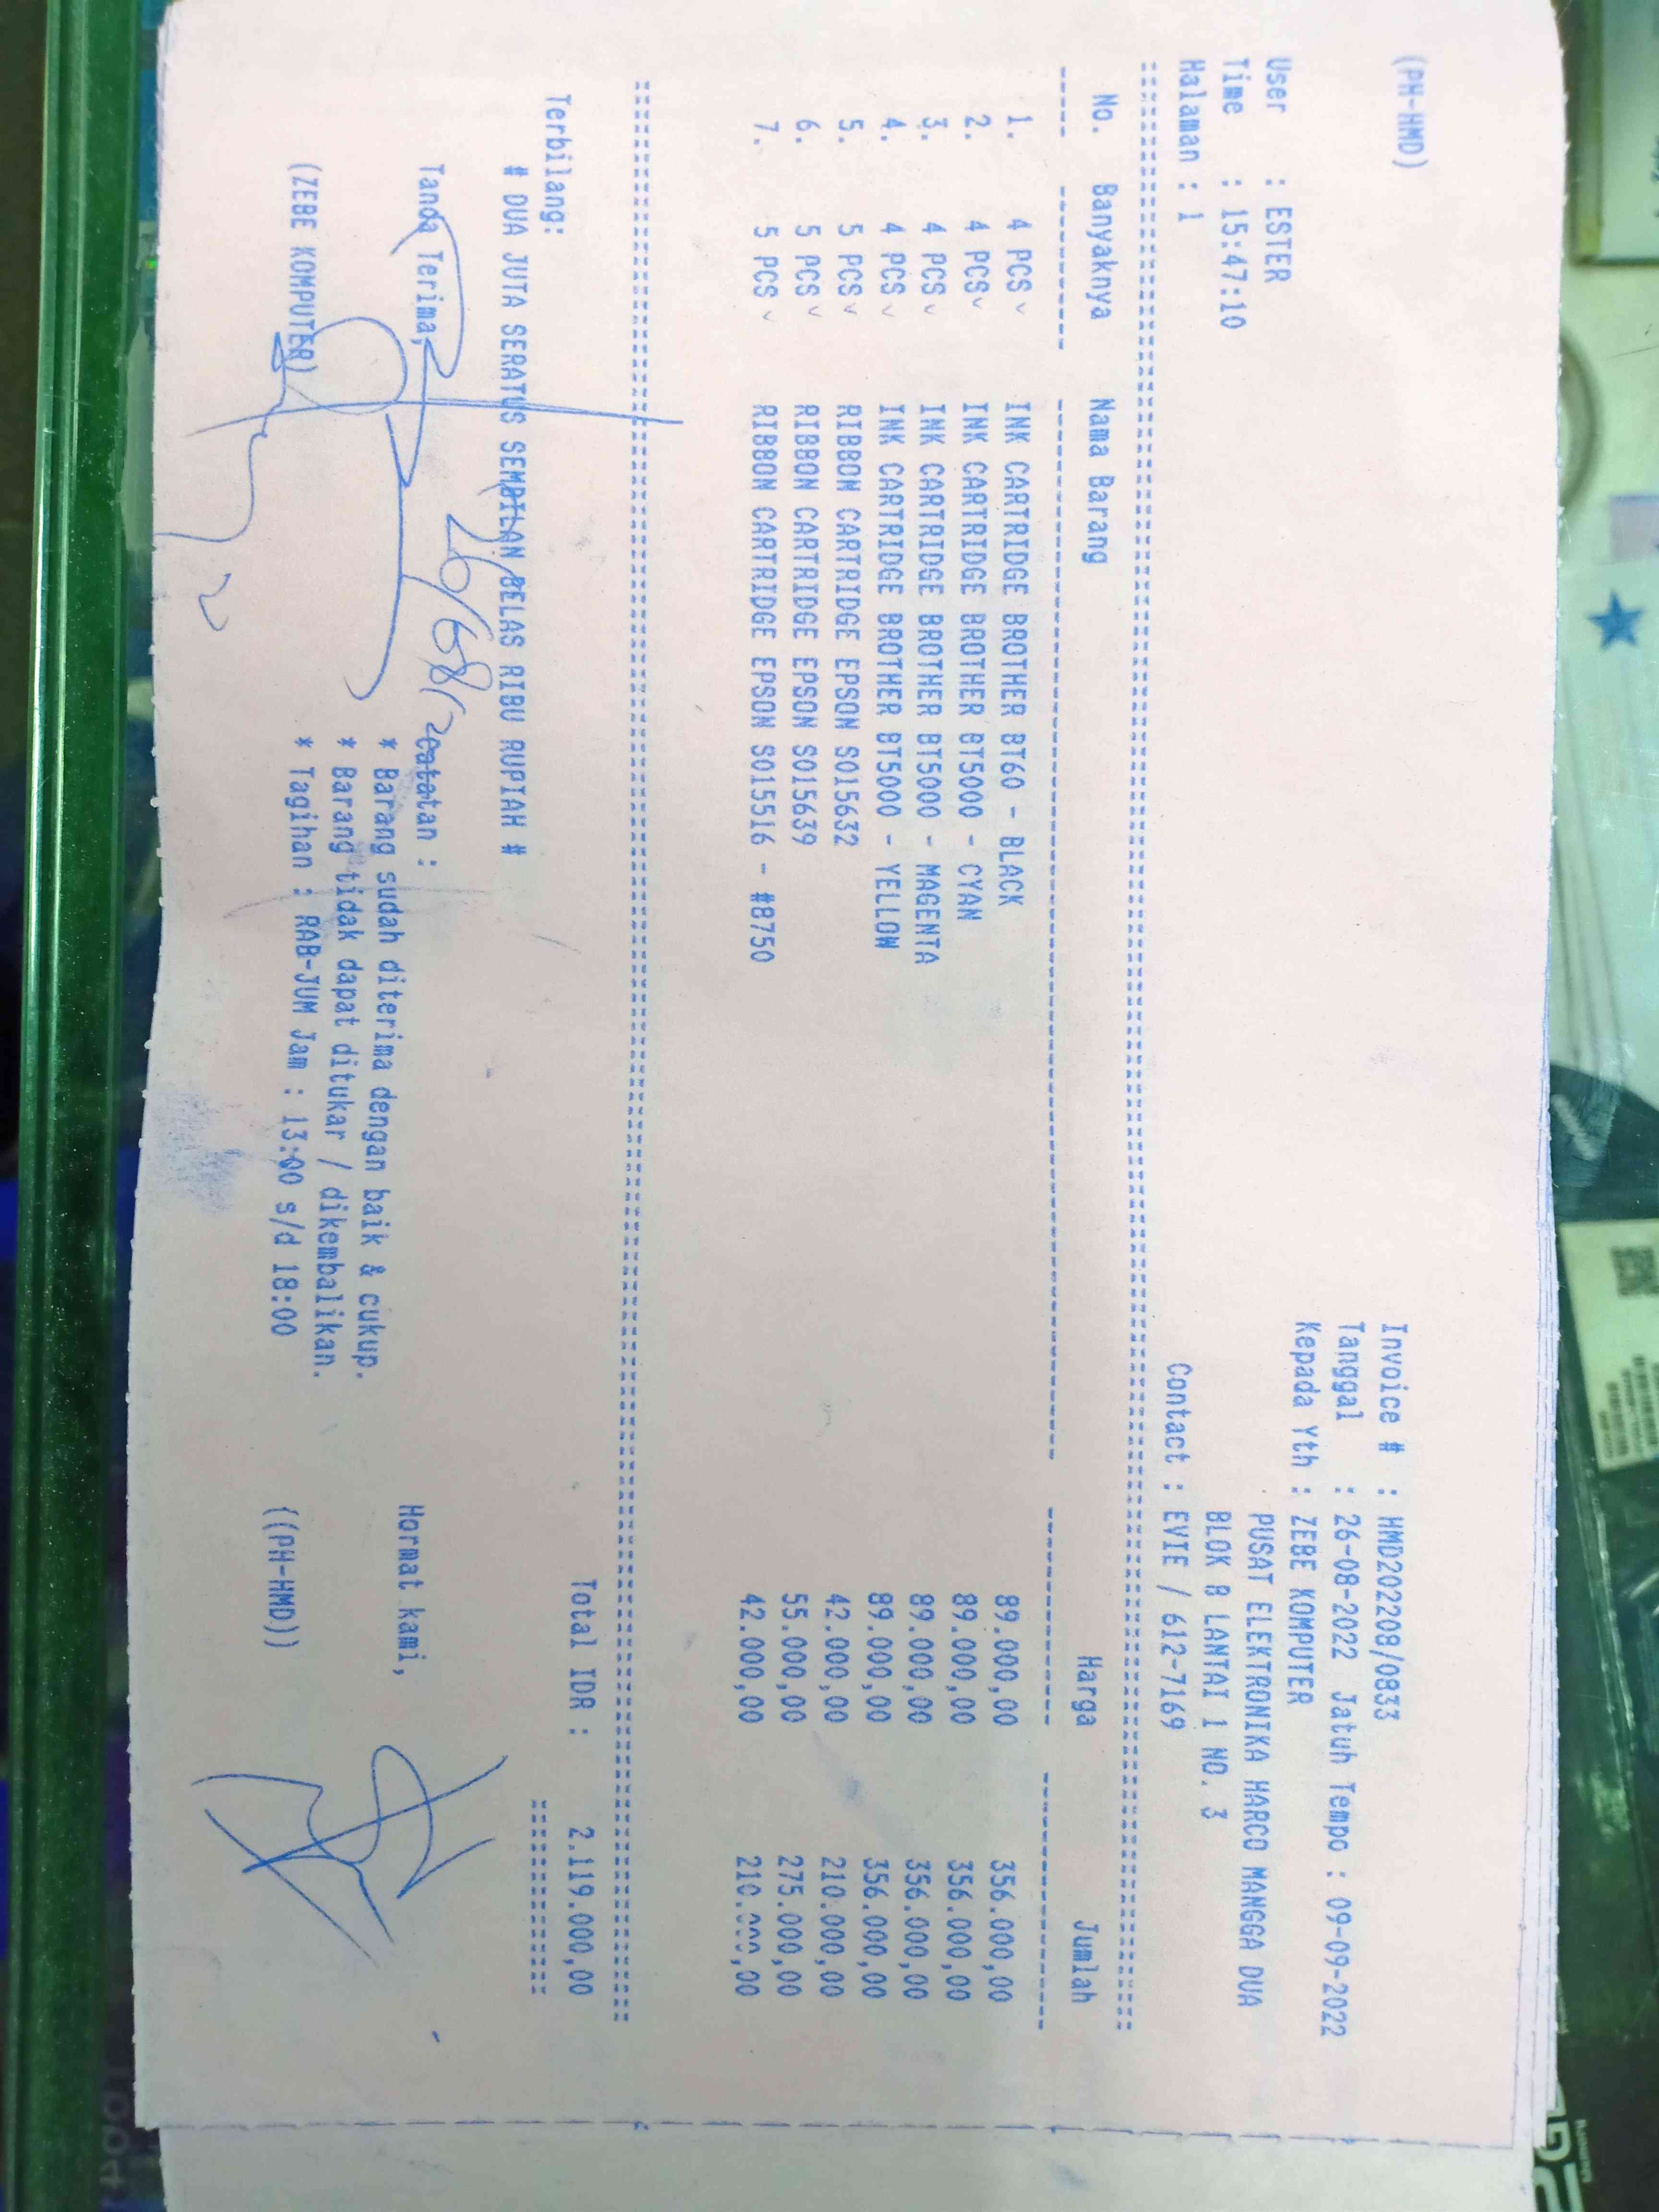 (PH-HMD)
Invoice # : HMD202208/0833
Tanggal : 26-08-2022 Jatuh Tempo : 09-09-2022
User : ESTER Kepada Yth : ZEBE KOMPUTER
Time : 15:47:10 PUSAT ELEKTRONIKA HARCO MANGGA DUA
Halaman : 1 BLOK B LANTAI 1 NO. 3
Contact : EVIE / 612-7169
No. Banyaknya Nama Barang Harga Jumlah
1. 4 PCS INK CARTRIDGE BROTHER BT60 - BLACK 89.000,00 356.000,00
2. 4 PCS INK CARTRIDGE BROTHER BT5000 - CYAN 89.000,00 356.000,00
3. 4 PCS INK CARTRIDGE BROTHER BT5000 - MAGENTA 89.000,00 356.000,00
4. 4 PCS INK CARTRIDGE BROTHER BT5000 - YELLOW 89.000,00 356.000,00
5. 5 PCS RIBBON CARTRIDGE EPSON S015632 42.000,00 210.000,00
6. 5 PCS RIBBON CARTRIDGE EPSON S015639 55.000,00 275.000,00
7. 5 PCS RIBBON CARTRIDGE EPSON S015516 - #8750 42.000,00 210.000,00
Terbilang: Total IDR : 2.119.000,00
# DUA JUTA SERATUS SEMBILAN BELAS RIBU RUPIAH #
26/08/2
Tanda Terima, Catatan : Hormat kami,
* Barang sudah diterima dengan baik & cukup.
* Barang tidak dapat ditukar / dikembalikan.
(ZEBE KOMPUTER) * Tagihan : RAB-JUM Jam : 13:00 s/d 18:00 ((PH-HMD))